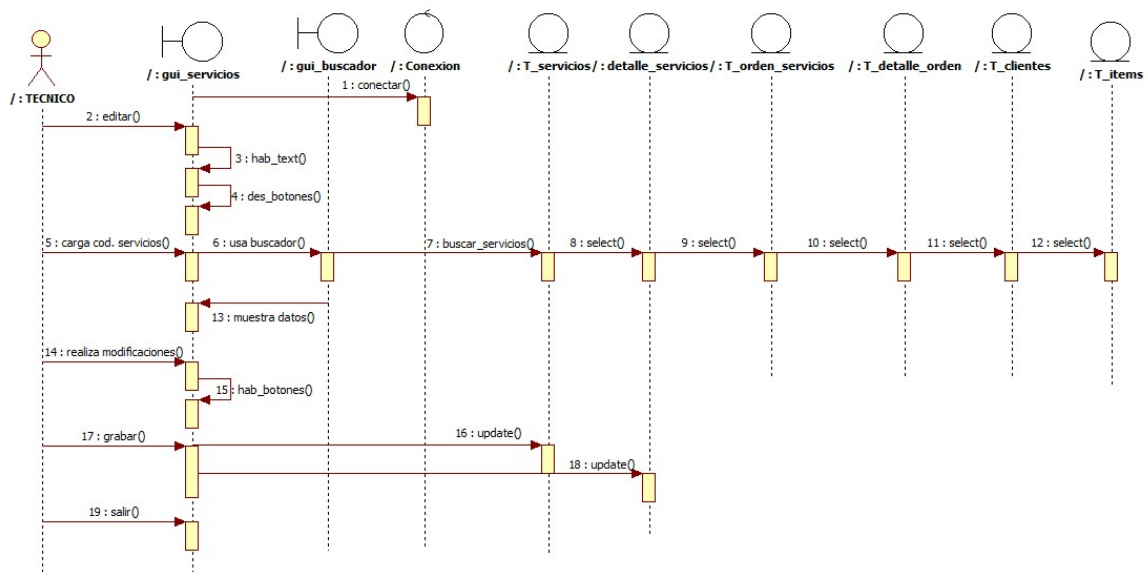 / : TECNICO
/ : gui_servicios
/ : gui_buscador
/ : Conexion
/ : T_servicios
/ : detalle_servicios
/ : T_orden_servicios
/ : T_detalle_orden
/ : T_clientes
/ : T_items
1 : conectar()
2 : editar()
3 : hab_text()
4 : des_botones()
5 : carga cod. servicios()
6 : usa buscador()
7 : buscar_servicios()
8 : select()
9 : select()
10 : select()
11 : select()
12 : select()
13 : muestra datos()
14 : realiza modificaciones()
15 : hab_botones()
17 : grabar()
16 : update()
18 : update()
19 : salir()